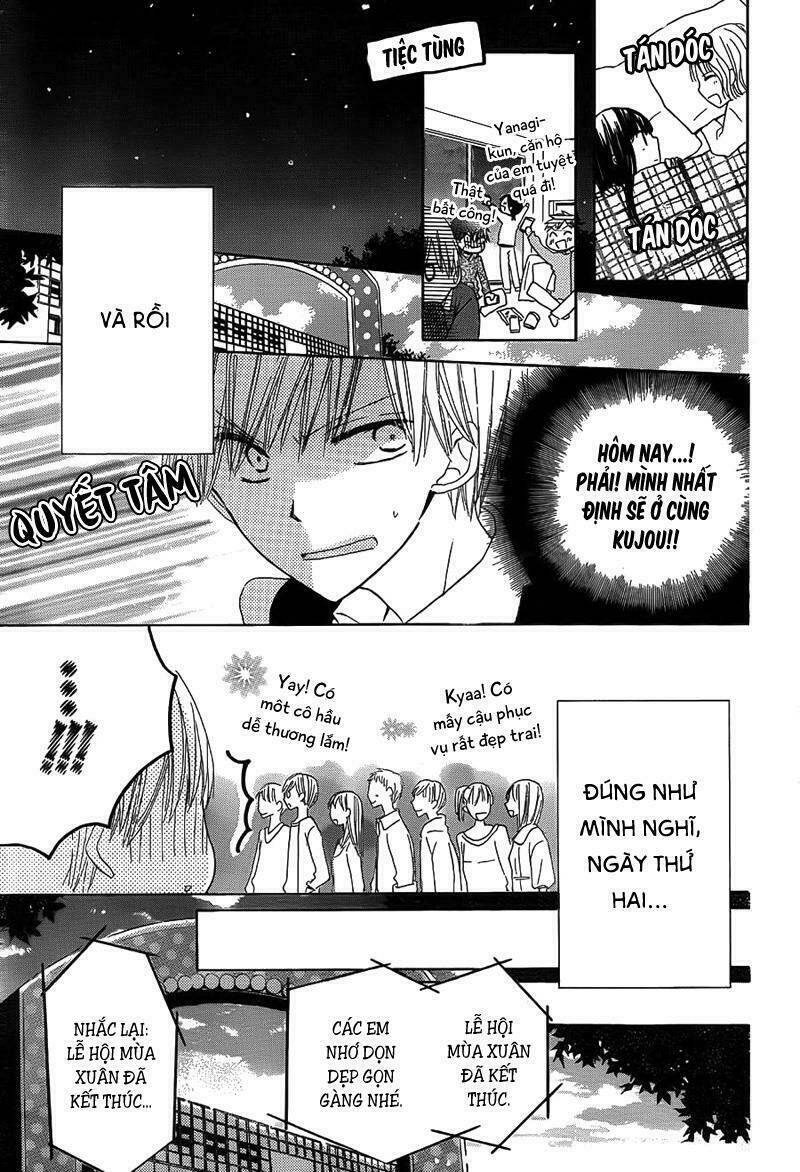 TÁN DÓC
TÁN DÓC
TIỆC TÙNG
Yanagi-
kun, căn hộ
của em tuyệt
quá đi!
Thật
bất công!
VÀ RỒI
HÔM NAY...!
PHẢI! MÌNH NHẤT
ĐỊNH SẼ Ở CÙNG
KUJOU!!
QUYẾT TÂM
ĐÚNG NHƯ
MÌNH NGHĨ,
NGÀY THỨ
HAI...
Kyaa! Có
mấy cậu phục
vụ rất đẹp trai!
Yay! Có
một cô hầu
dễ thương lắm!
...!!!
LỄ HỘI
MÙA XUÂN
ĐÃ KẾT
THÚC.
CÁC EM
NHƠ DỌN
DẸP GỌN
GÀNG NHÉ.
NHẮC LẠI:
LỄ HỘI MÙA
XUÂN ĐÃ
KẾT THÚC...